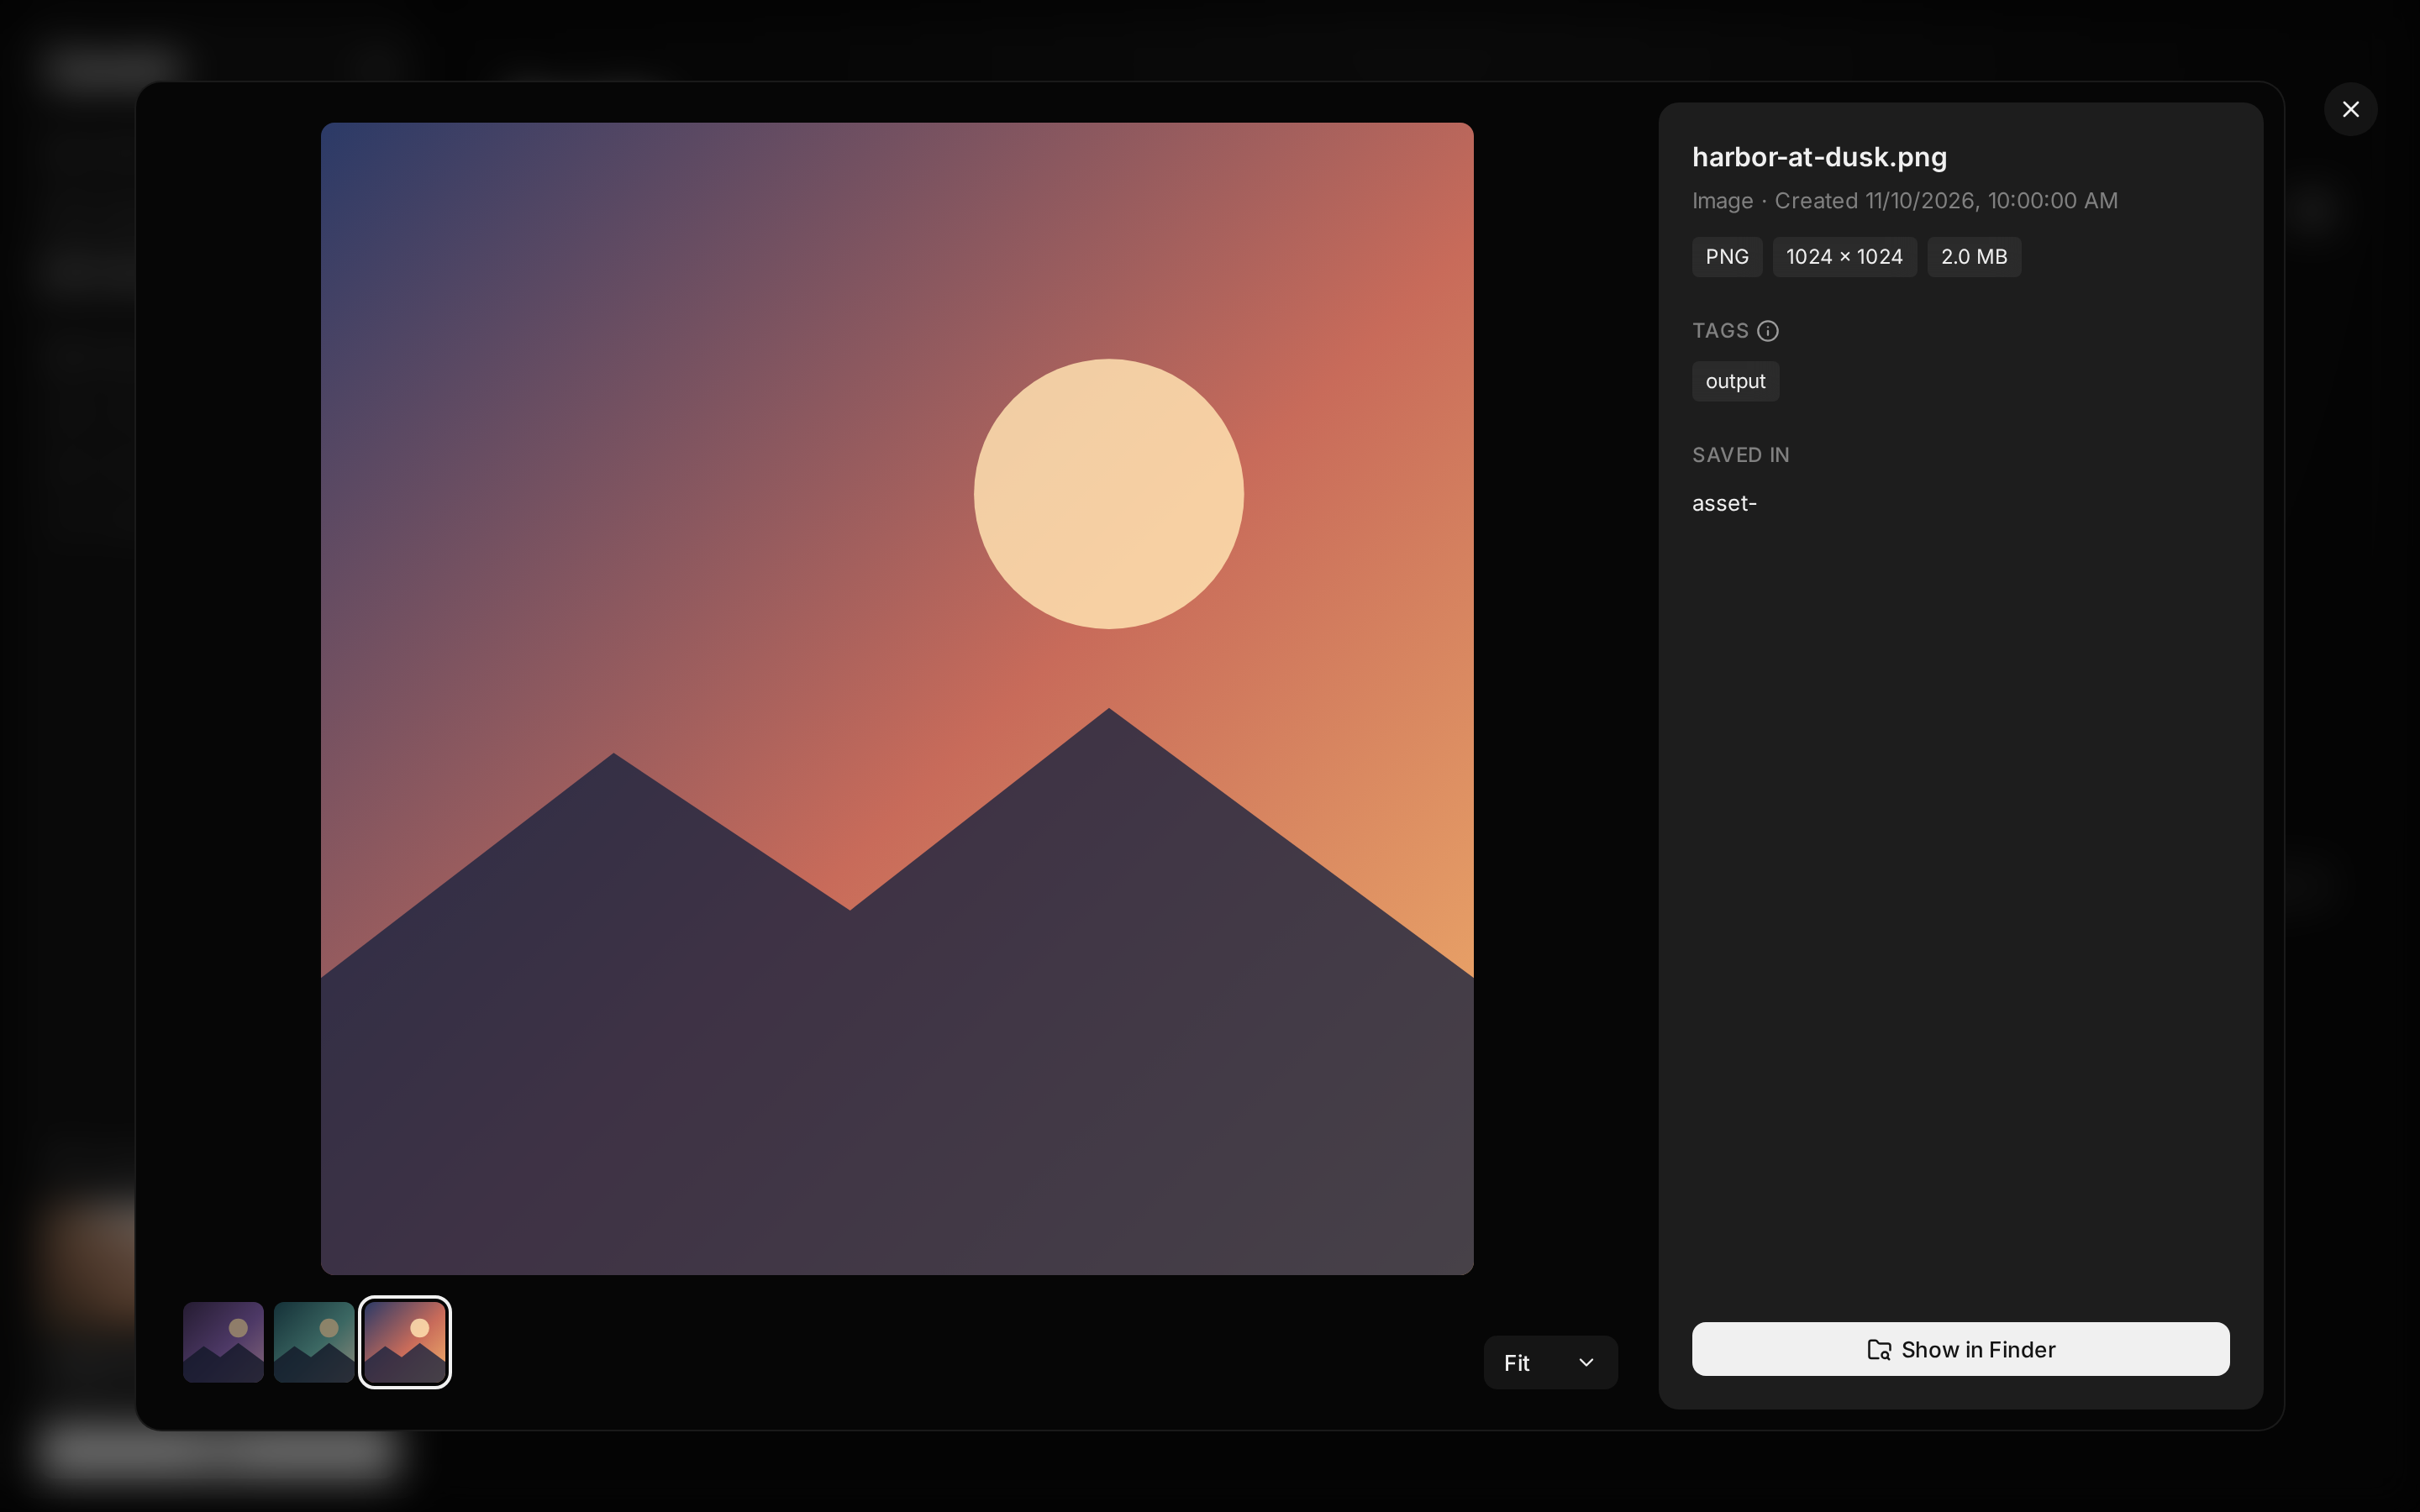 harbor-at-dusk.png
Image · Created 11/10/2026, 10:00:00 AM
PNG 1024 × 1024 2.0 MB
TAGS
output
SAVED IN
asset-
Fit
Show in Finder